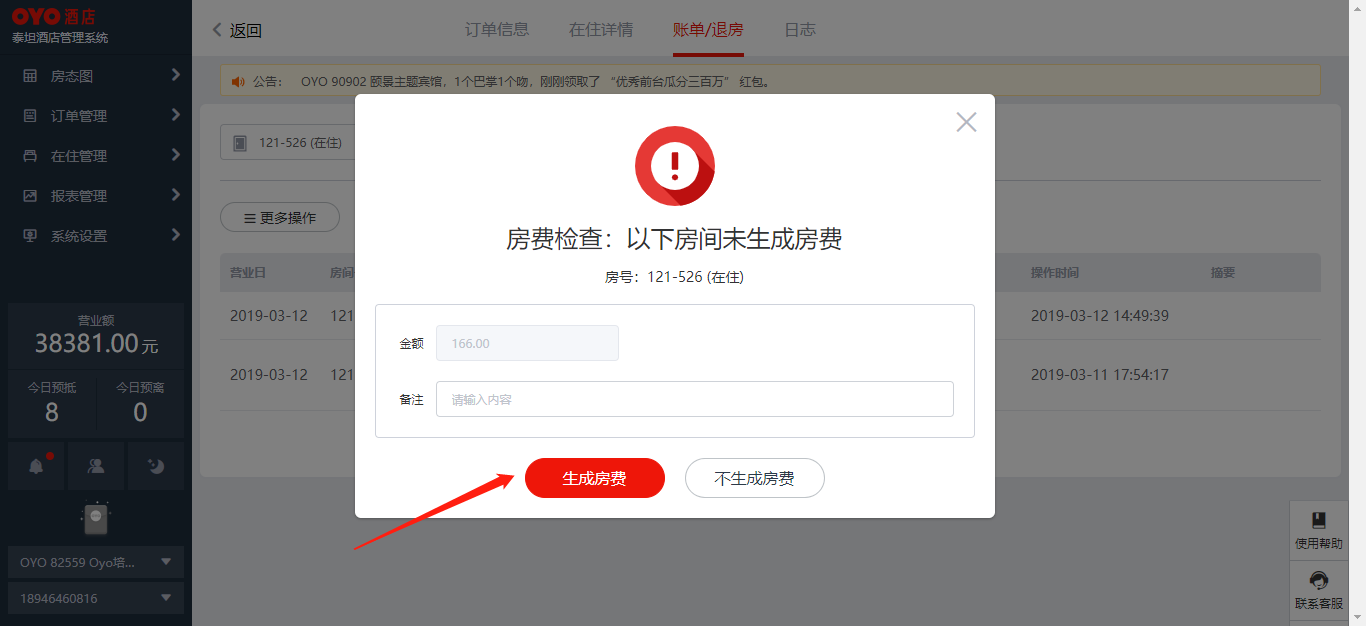 OYO 酒店
泰坦酒店管理系统
房态图
订单管理
在住管理
报表管理
系统设置
营业额
38381.00 元
今日预抵
今日预离
8
0
OYO 82559 Oyo培...
18946460816
返回
订单信息
在住详情
账单/退房
日志
公告： OYO 90902 颐景主题宾馆，1个巴掌1个吻，刚刚领取了 “优秀前台瓜分三百万” 红包。
121-526 (在住)
更多操作
营业日
房间
操作时间
摘要
2019-03-12
121
2019-03-12 14:49:39
2019-03-12
121
2019-03-11 17:54:17
房费检查：以下房间未生成房费
房号：121-526 (在住)
金额
166.00
备注
请输入内容
生成房费
不生成房费
使用帮助
联系客服